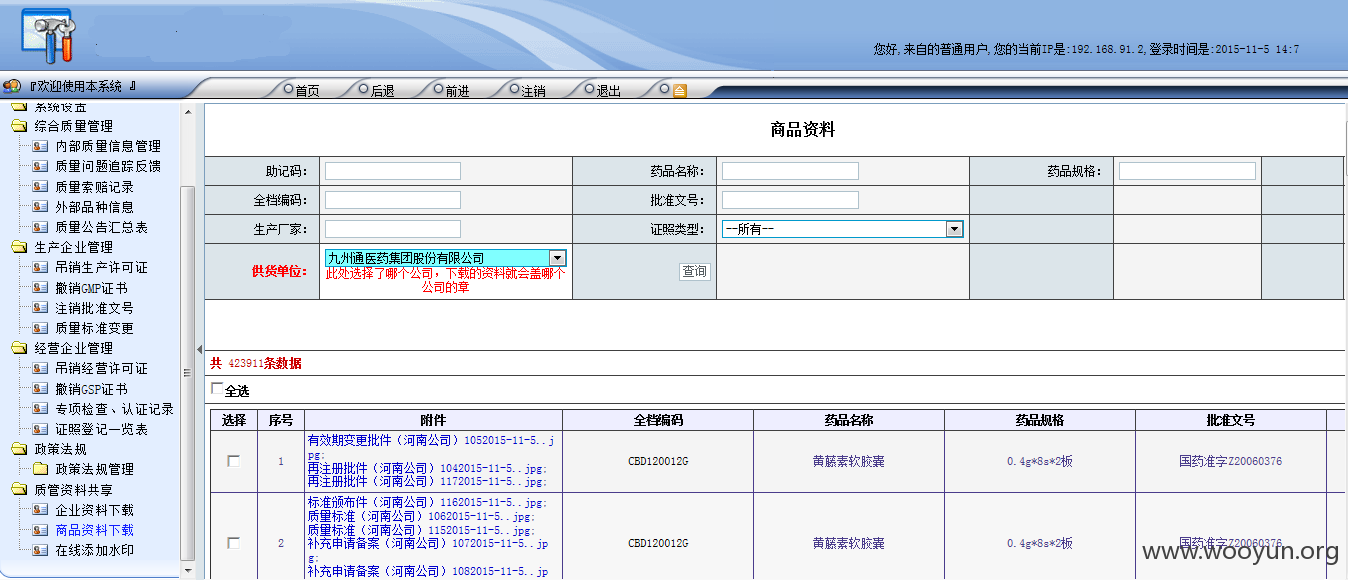 您好,来自的普通用户,您的当前IP是:192.168.91.2,登录时间是:2015-11-5 14:7
『欢迎使用本系统 』
首页 后退 前进 注销 退出
系统设置
综合质量管理
内部质量信息管理
质量问题追踪反馈
质量索赔记录
外部品种信息
质量公告汇总表
生产企业管理
吊销生产许可证
撤销GMP证书
注销批准文号
质量标准变更
经营企业管理
吊销经营许可证
撤销GSP证书
专项检查、认证记录
证照登记一览表
政策法规
政策法规管理
质管资料共享
企业资料下载
商品资料下载
在线添加水印
商品资料
助记码: 药品名称: 药品规格:
全档编码: 批准文号:
生产厂家: 证照类型: --所有--
供货单位: 九州通医药集团股份有限公司
此处选择了哪个公司，下载的资料就会盖哪个
公司的章
查询
共 423911条数据
全选
选择 序号 附件 全档编码 药品名称 药品规格 批准文号
有效期变更批件（河南公司）1052015-11-5..j
pg;
再注册批件（河南公司）1042015-11-5..jpg;
再注册批件（河南公司）1172015-11-5..jpg;
1 CBD120012G 黄藤素软胶囊 0.4g*8s*2板 国药准字Z20060376
标准颁布件（河南公司）1162015-11-5..jpg;
质量标准（河南公司）1062015-11-5..jpg;
质量标准（河南公司）1152015-11-5..jpg;
补充申请备案（河南公司）1072015-11-5..jp
g;
补充申请备案（河南公司）1082015-11-5..jp
2 CBD120012G 黄藤素软胶囊 0.4g*8s*2板 国药准字Z20060376
www.wooyun.org